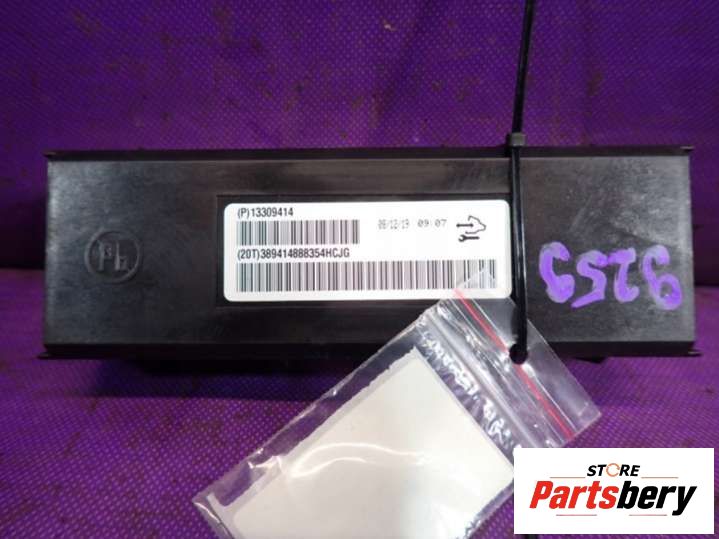 (P)13309414
06/12/19 09:07
(20T)389414888354HCJG
9259
STORE
Partsbery